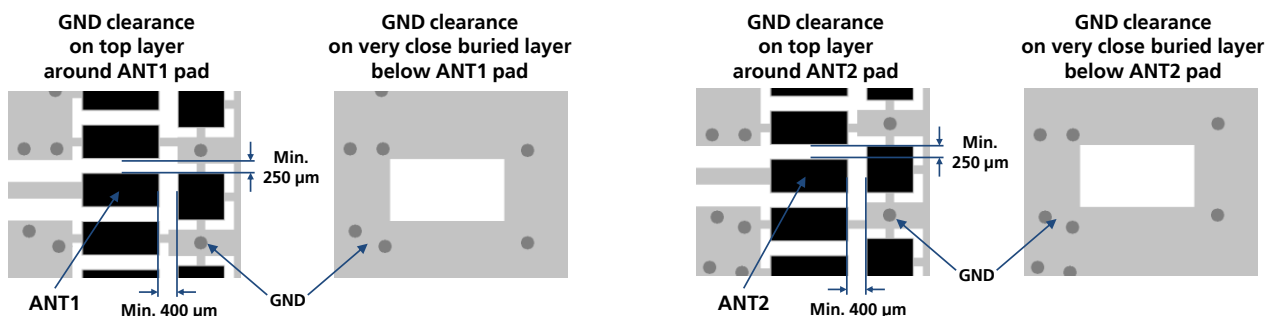 GND clearance
on top layer
around ANT1 pad
GND clearance
on very close buried layer
below ANT1 pad
Min.
250 µm
ANT1
Min. 400 µm
GND
GND clearance
on top layer
around ANT2 pad
GND clearance
on very close buried layer
below ANT2 pad
Min.
250 µm
ANT2
Min. 400 µm
GND